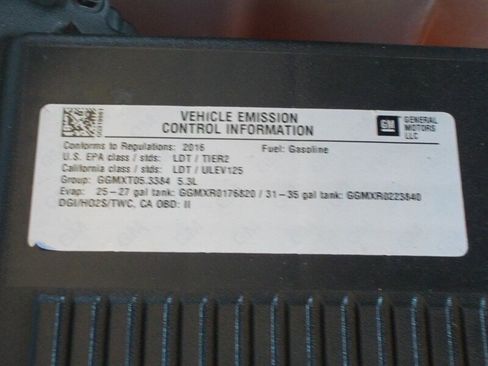 VEHICLE EMISSION
CONTROL INFORMATION
GM
GENERAL
MOTORS
LLC
Conforms to Regulations: 2016 Fuel: Gasoline
U.S. EPA class / stds: LDT / TIER2
California class / stds: LDT / ULEV125
Group: GGMXT05.3384 5.3L
Evap: 25 - 27 gal tank: GGMXR0176820 / 31 - 35 gal tank: GGMXR0223840
DGI/HO2S/TWC, CA OBD: II